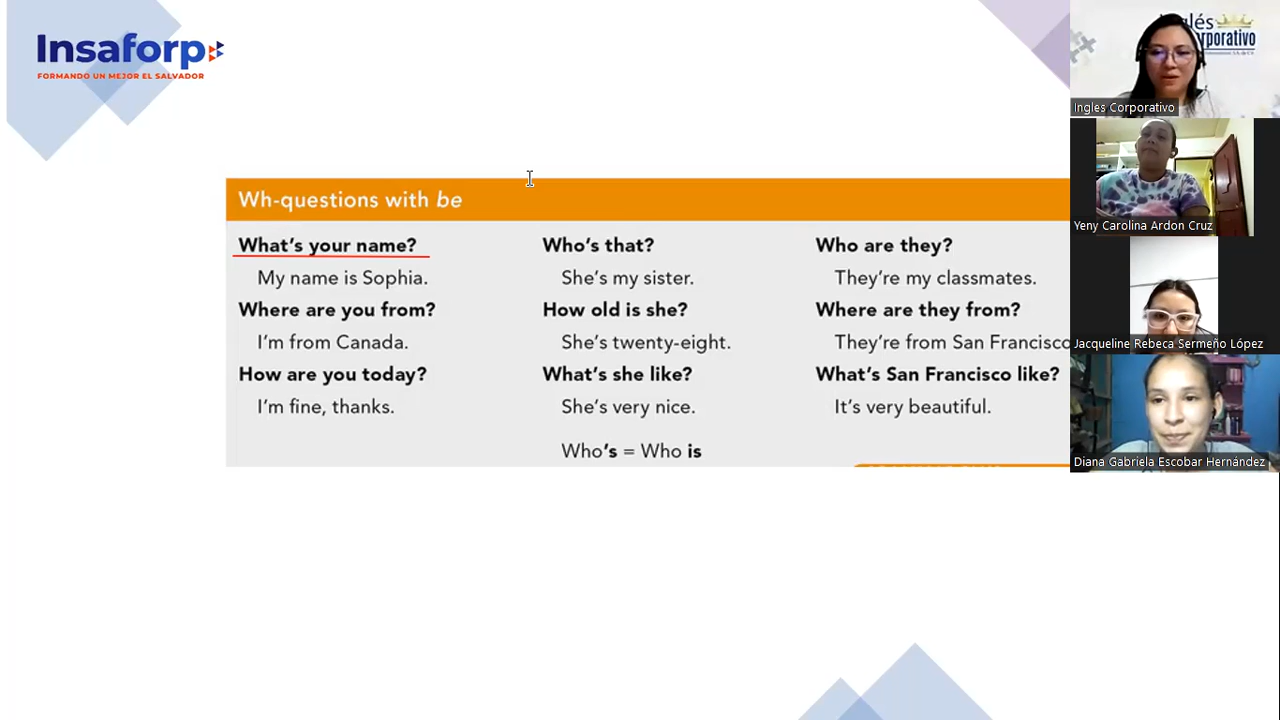 Insaforp
FORMANDO UN MEJOR EL SALVADOR
Wh-questions with be
What's your name?
My name is Sophia.
Where are you from?
I'm from Canada.
How are you today?
I'm fine, thanks.
Who's that?
She's my sister.
How old is she?
She's twenty-eight.
What's she like?
She's very nice.
Who's = Who is
Who are they?
They're my classmates.
Where are they from?
They're from San Francisco
What's San Francisco like?
It's very beautiful.
Ingles Corporativo
Yeny Carolina Ardon Cruz
Jacqueline Rebeca Sermeño López
Diana Gabriela Escobar Hernández